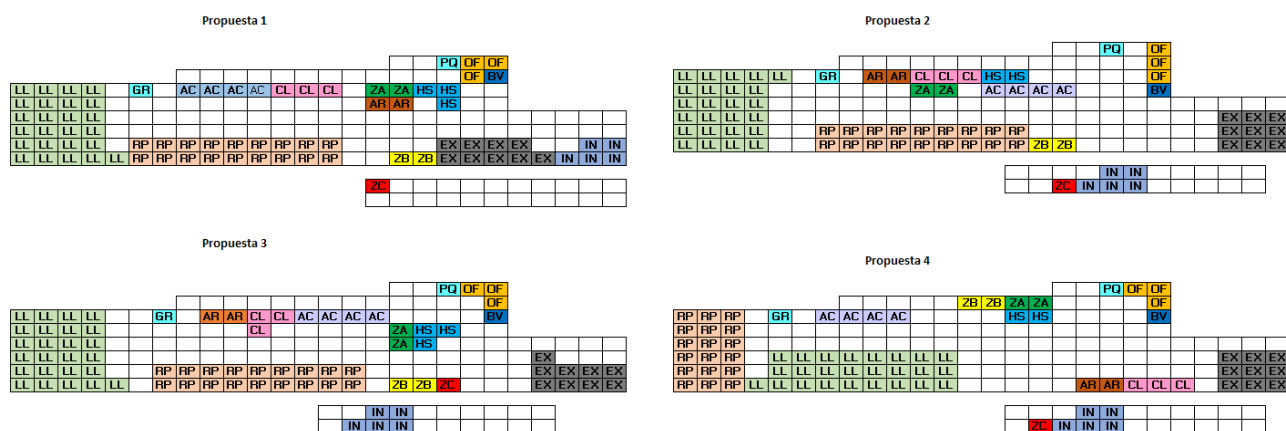 Propuesta 1
PQ OF OF
OF BV
LL LL LL LL GR AC AC AC AC CL CL CL ZA ZA HS HS
LL LL LL LL AR AR HS
LL LL LL LL
LL LL LL LL
LL LL LL LL RP RP RP RP RP RP RP RP RP EX EX EX EX IN IN
LL LL LL LL LL RP RP RP RP RP RP RP RP RP ZB ZB EX EX EX EX EX IN IN IN
ZC
Propuesta 2
PQ OF
OF
LL LL LL LL LL GR AR AR CL CL CL HS HS OF
LL LL LL LL ZA ZA AC AC AC AC BV
LL LL LL LL
LL LL LL LL EX EX EX
LL LL LL LL RP RP RP RP RP RP RP RP RP EX EX EX
LL LL LL LL RP RP RP RP RP RP RP RP RP ZB ZB EX EX EX
IN IN
ZC IN IN IN
Propuesta 3
PQ OF OF
OF
LL LL LL LL GR AR AR CL CL AC AC AC AC BV
LL LL LL LL CL ZA HS HS
LL LL LL LL ZA HS
LL LL LL LL EX
LL LL LL LL RP RP RP RP RP RP RP RP RP EX EX EX EX
LL LL LL LL LL RP RP RP RP RP RP RP RP RP ZB ZB ZC EX EX EX EX
IN IN
IN IN IN
Propuesta 4
PQ OF OF
ZB ZB ZA ZA OF
RP RP RP GR AC AC AC AC HS HS BV
RP RP RP
RP RP RP
RP RP RP LL LL LL LL LL LL LL LL EX EX EX
RP RP RP LL LL LL LL LL LL LL LL EX EX EX
RP RP RP LL LL LL LL LL LL LL LL LL AR AR CL CL CL EX EX EX
IN IN
ZC IN IN IN